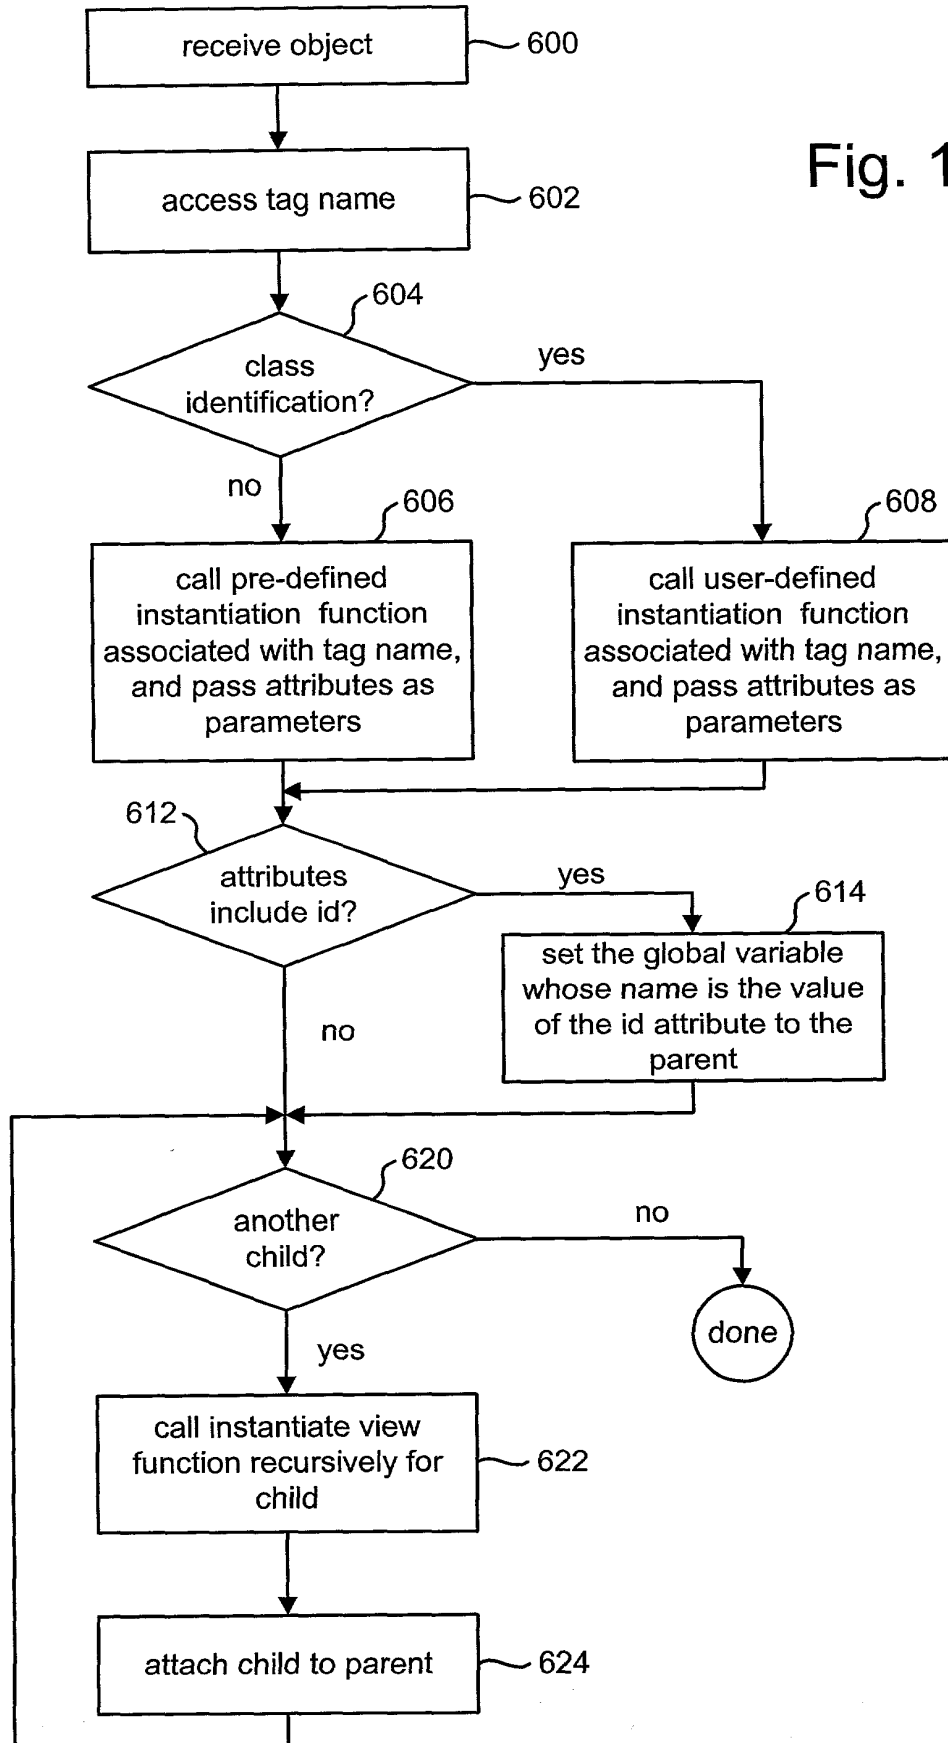 receive object
600
Fig. 1
access tag name
602
604
class
identification?
yes
no
606
608
call pre-defined
instantiation function
associated with tag name,
and pass attributes as
parameters
call user-defined
instantiation function
associated with tag name,
and pass attributes as
parameters
612
attributes
include id?
yes
614
set the global variable
whose name is the value
of the id attribute to the
parent
no
620
another
child?
no
done
yes
call instantiate view
function recursively for
child
622
attach child to parent
624